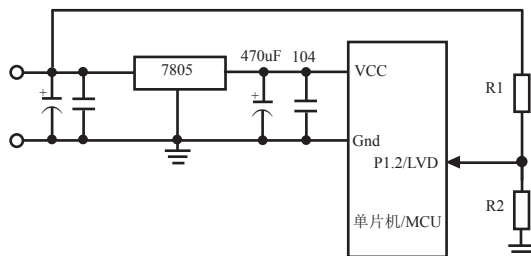 7805
470uF
104
VCC
R1
+
+
Gnd
P1.2/LVD
R2
单片机/MCU